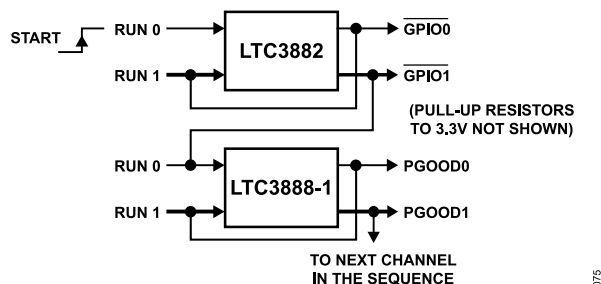 START
RUN 0
RUN 1
LTC3882
GPIO0
GPIO1
(PULL-UP RESISTORS
TO 3.3V NOT SHOWN)
RUN 0
RUN 1
LTC3888-1
PGOOD0
PGOOD1
TO NEXT CHANNEL
IN THE SEQUENCE
075